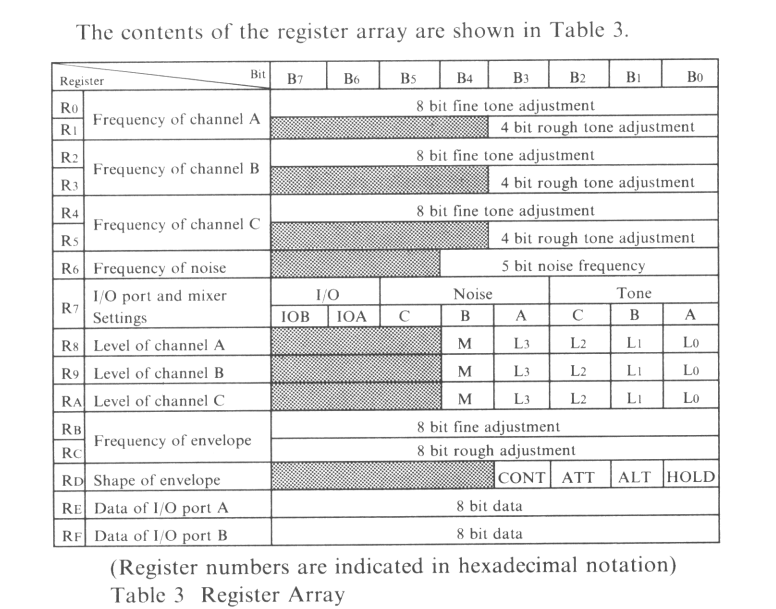 The contents of the register array are shown in Table 3.
Register Bit B7 B6 B5 B4 B3 B2 B1 B0
R0 Frequency of channel A 8 bit fine tone adjustment
R1 4 bit rough tone adjustment
R2 Frequency of channel B 8 bit fine tone adjustment
R3 4 bit rough tone adjustment
R4 Frequency of channel C 8 bit fine tone adjustment
R5 4 bit rough tone adjustment
R6 Frequency of noise 5 bit noise frequency
R7 I/O port and mixer I/O Noise Tone
Settings IOB IOA C B A C B A
R8 Level of channel A M L3 L2 L1 L0
R9 Level of channel B M L3 L2 L1 L0
RA Level of channel C M L3 L2 L1 L0
RB Frequency of envelope 8 bit fine adjustment
RC 8 bit rough adjustment
RD Shape of envelope CONT ATT ALT HOLD
RE Data of I/O port A 8 bit data
RF Data of I/O port B 8 bit data
(Register numbers are indicated in hexadecimal notation)
Table 3 Register Array